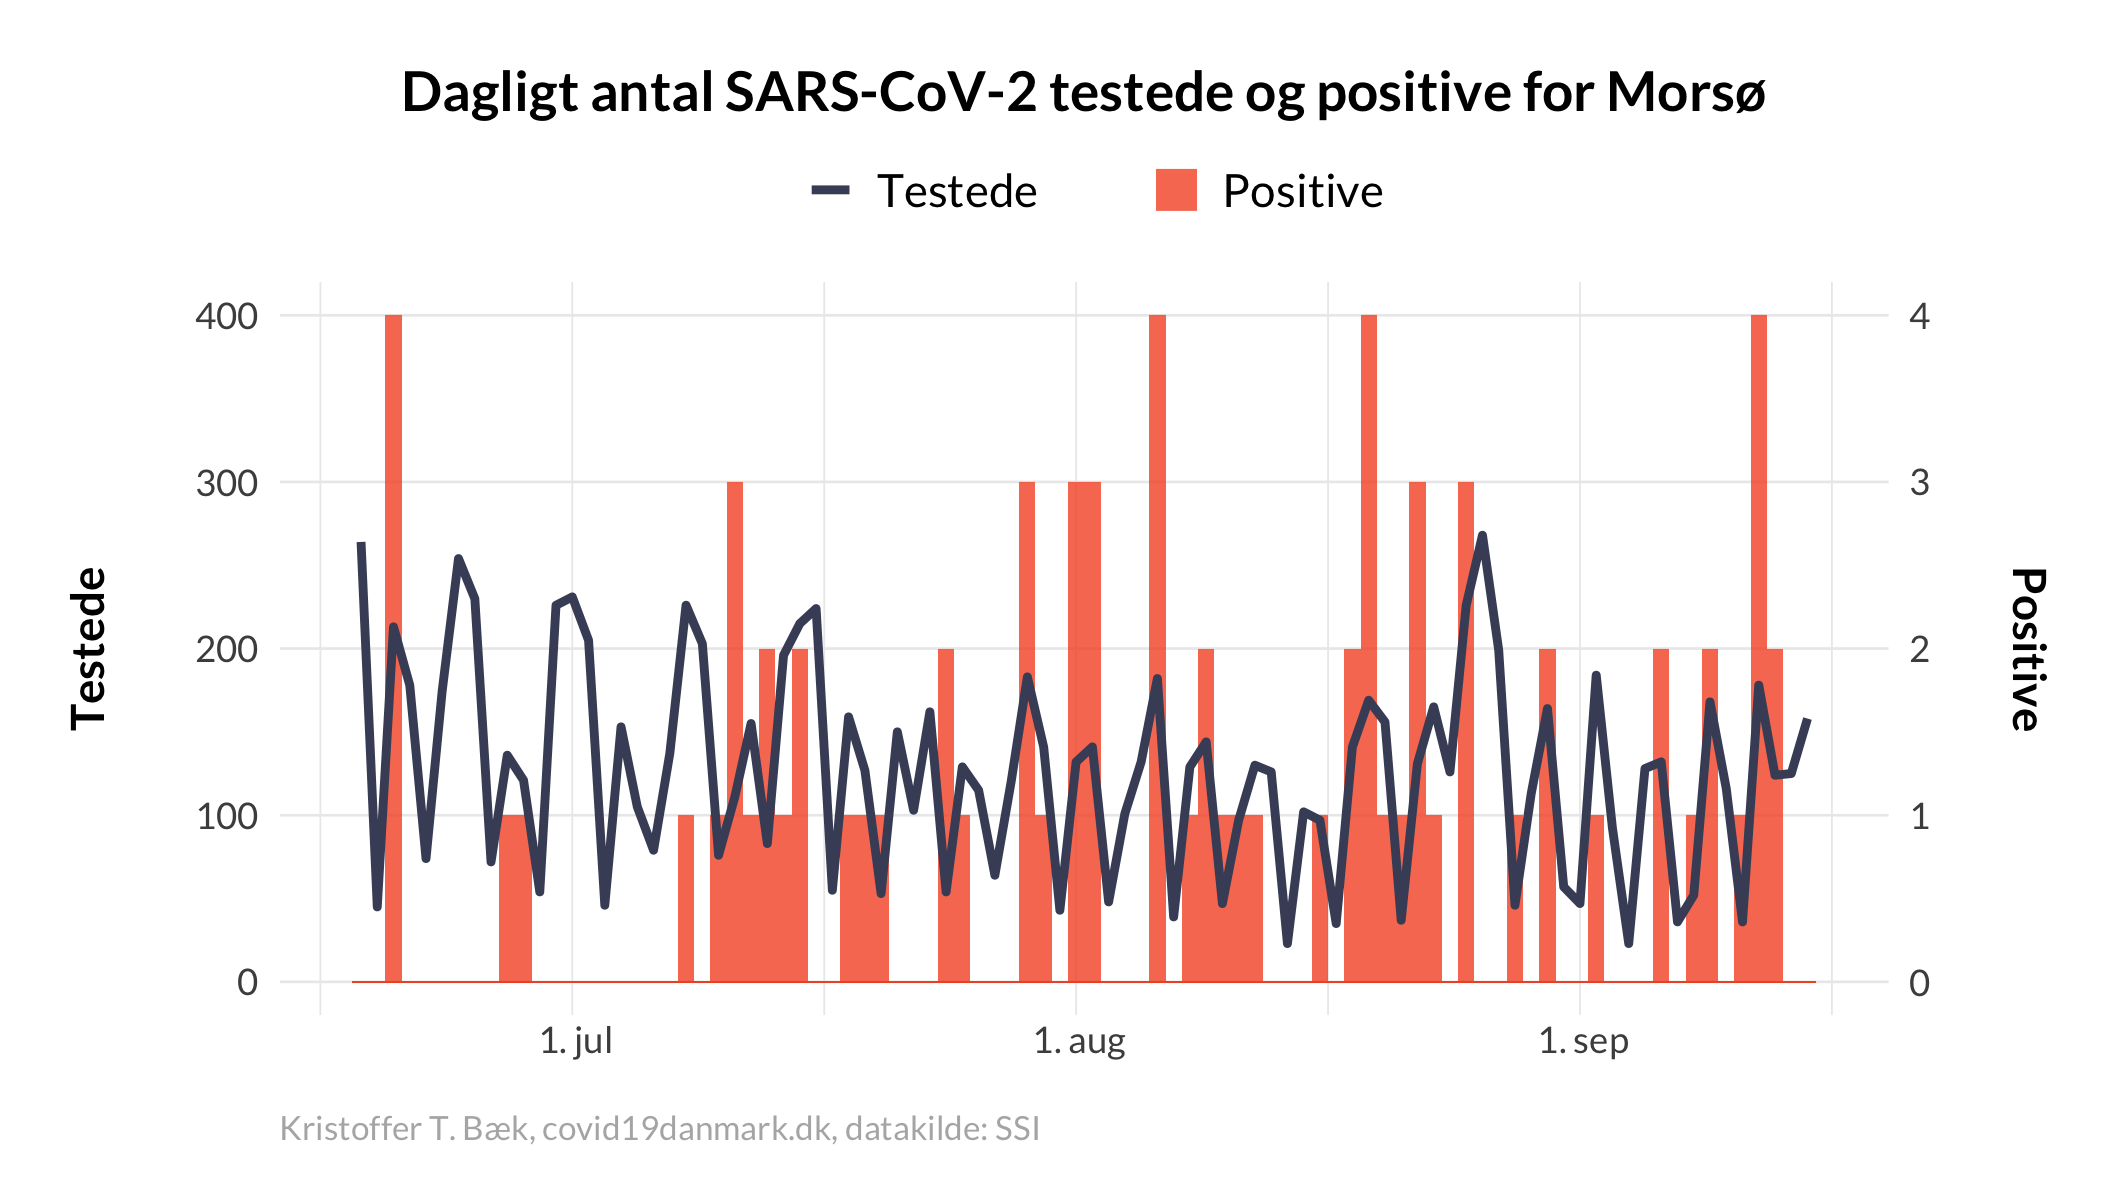 Dagligt antal SARS-CoV-2 testede og positive for Morsø
Testede
Positive
Testede
400
300
200
100
0
4
3
2
1
0
Positive
1. jul
1. aug
1. sep
Kristoffer T. Bæk, covid19danmark.dk, datakilde: SSI